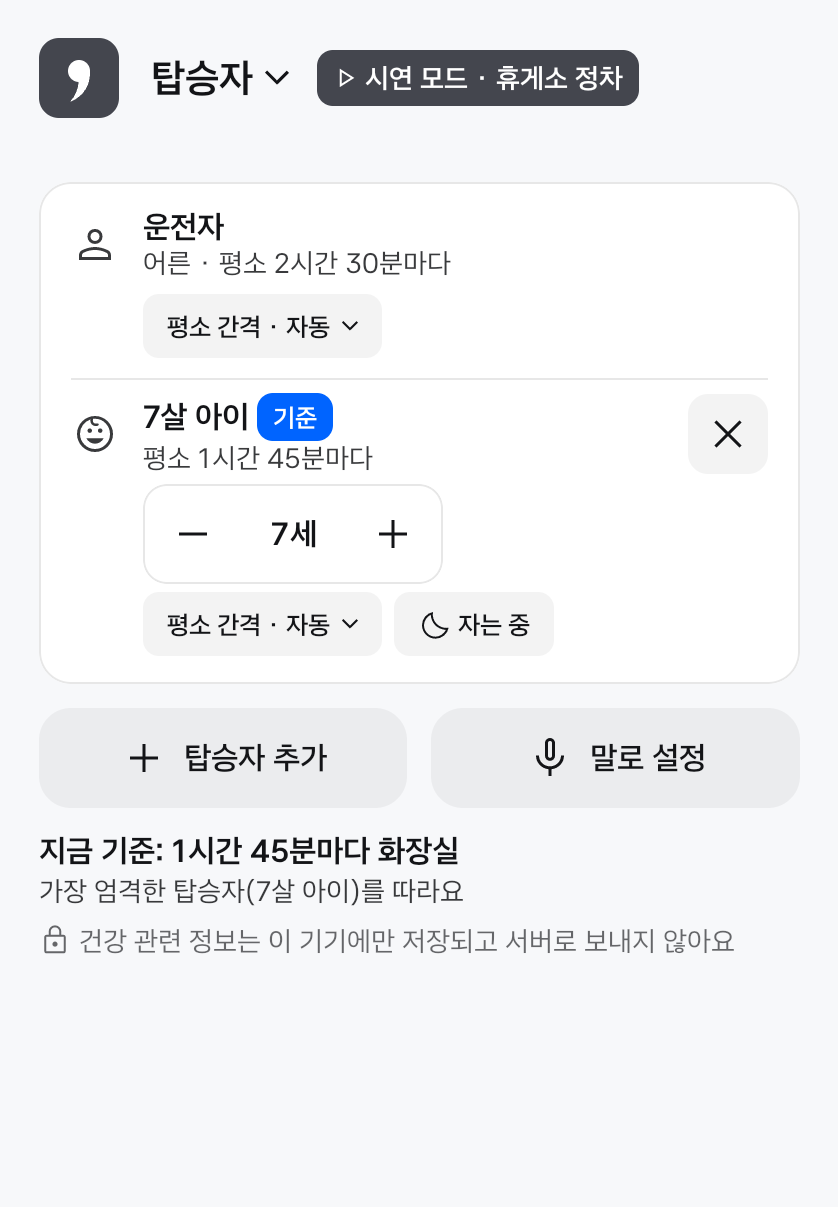 탑승자
시연 모드 · 휴게소 정차
운전자
어른 · 평소 2시간 30분마다
평소 간격 · 자동
7살 아이 기준
평소 1시간 45분마다
7세
평소 간격 · 자동
자는 중
탑승자 추가
말로 설정
지금 기준: 1시간 45분마다 화장실
가장 엄격한 탑승자(7살 아이)를 따라요
건강 관련 정보는 이 기기에만 저장되고 서버로 보내지 않아요